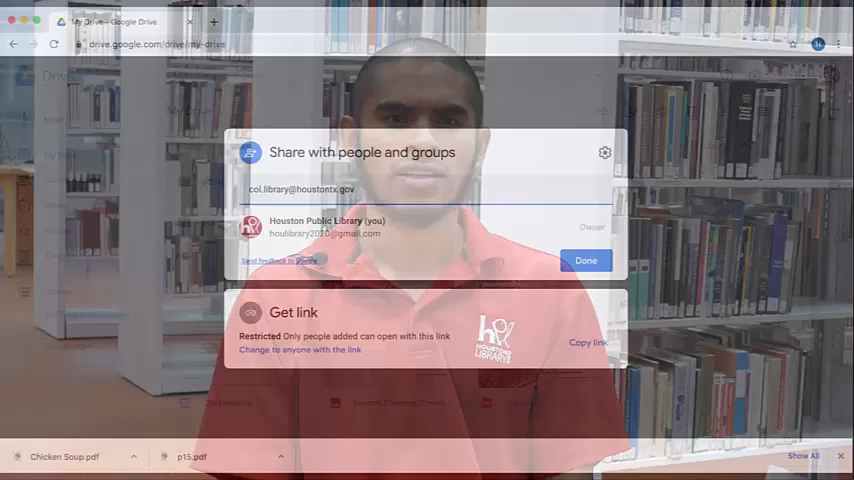 My Drive - Google Drive
drive.google.com/drive/my-drive
Drive
My Drive
Share with people and groups
col.library@houstontx.gov
Houston Public Library (you)
houlibrary2020@gmail.com
Owner
Send feedback to Google
Done
Get link
Restricted Only people added can open with this link
Change to anyone with the link
Copy link
HOUSTON
LIBRARY
Chicken Soup.pdf
p15.pdf
Show All